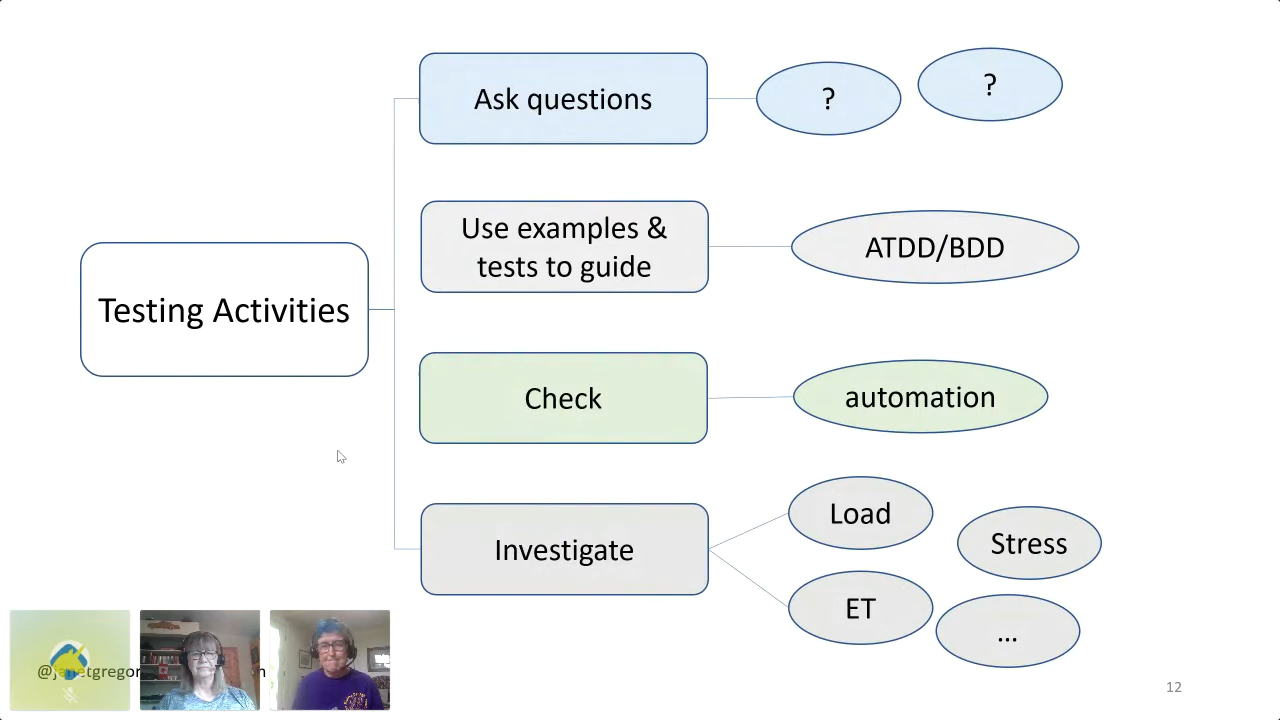 Testing Activities
Ask questions
?
?
Use examples &
tests to guide
ATDD/BDD
Check
automation
Investigate
Load
Stress
ET
...
12